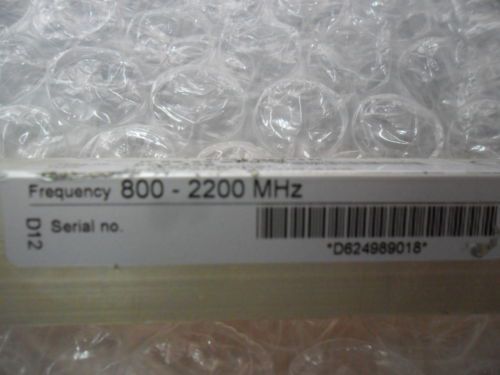 Frequency 800 - 2200 MHz
D12
Serial no.
*D624989018*